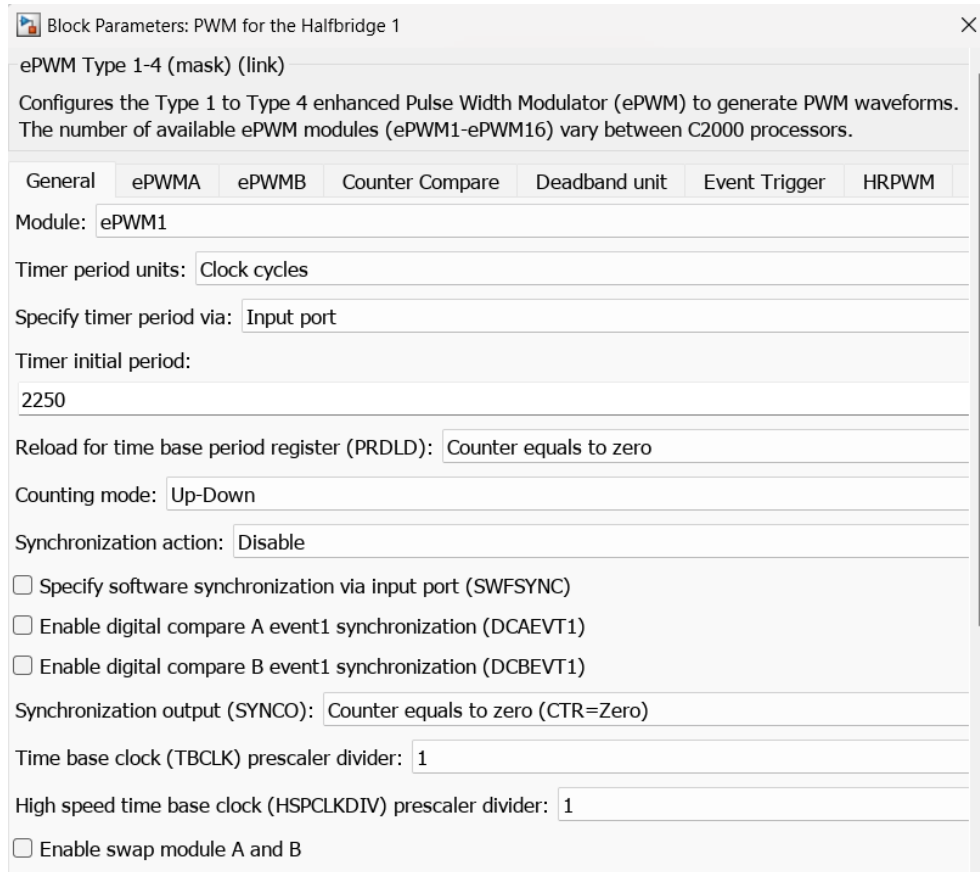 Block Parameters: PWM for the Halfbridge 1
ePWM Type 1-4 (mask) (link)
Configures the Type 1 to Type 4 enhanced Pulse Width Modulator (ePWM) to generate PWM waveforms.
The number of available ePWM modules (ePWM1-ePWM16) vary between C2000 processors.
General ePWMA ePWMB Counter Compare Deadband unit Event Trigger HRPWM
Module: ePWM1
Timer period units: Clock cycles
Specify timer period via: Input port
Timer initial period:
2250
Reload for time base period register (PRDLD): Counter equals to zero
Counting mode: Up-Down
Synchronization action: Disable
Specify software synchronization via input port (SWFSYNC)
Enable digital compare A event1 synchronization (DCAEVT1)
Enable digital compare B event1 synchronization (DCBEVT1)
Synchronization output (SYNCO): Counter equals to zero (CTR=Zero)
Time base clock (TBCLK) prescaler divider: 1
High speed time base clock (HSPCLKDIV) prescaler divider: 1
Enable swap module A and B